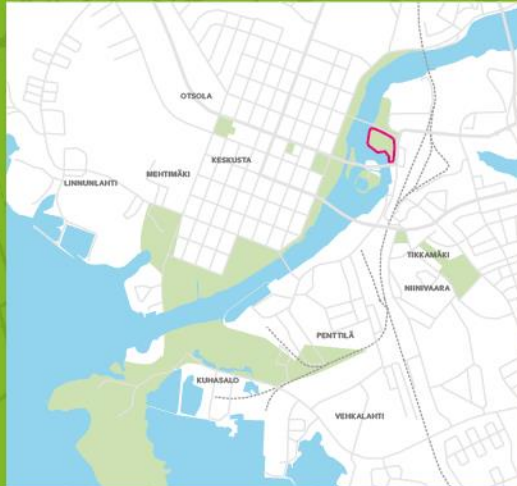 OTSOLA
KESKUSTA
MEHTIMÄKI
LINNUNLAHTI
TIKKAMÄKI
NIINIVAARA
PENTTILÄ
KUHASALO
VEHKALAHTI